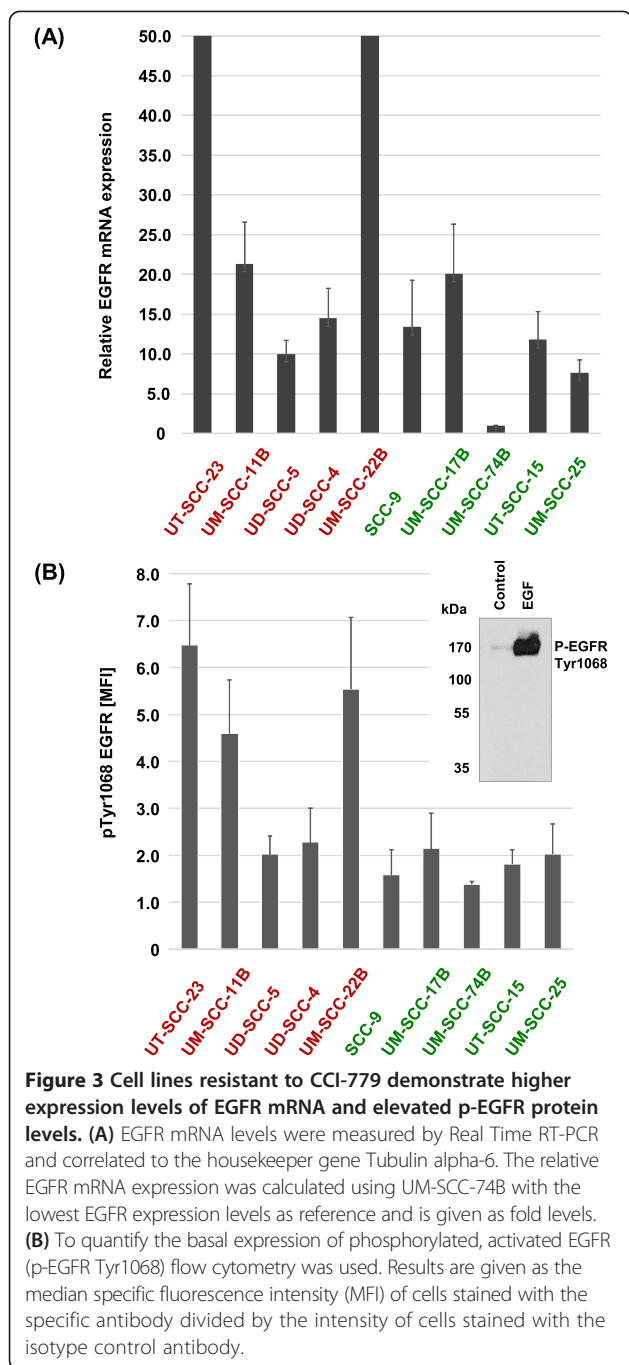 (A)
Relative EGFR mRNA expression
50.0
45.0
40.0
35.0
30.0
25.0
20.0
15.0
10.0
5.0
0
UT-SCC-23
UM-SCC-11B
UD-SCC-5
UD-SCC-4
UM-SCC-22B
SCC-9
UM-SCC-17B
UM-SCC-74B
UT-SCC-15
UM-SCC-25
(B)
pTyr1068 EGFR [MFI]
8.0
7.0
6.0
5.0
4.0
3.0
2.0
1.0
0
kDa
Control
EGF
170
100
55
35
P-EGFR
Tyr1068
UT-SCC-23
UM-SCC-11B
UD-SCC-5
UD-SCC-4
UM-SCC-22B
SCC-9
UM-SCC-17B
UM-SCC-74B
UT-SCC-15
UM-SCC-25
Figure 3 Cell lines resistant to CCI-779 demonstrate higher
expression levels of EGFR mRNA and elevated p-EGFR protein
levels. (A) EGFR mRNA levels were measured by Real Time RT-PCR
and correlated to the housekeeper gene Tubulin alpha-6. The relative
EGFR mRNA expression was calculated using UM-SCC-74B with the
lowest EGFR expression levels as reference and is given as fold levels.
(B) To quantify the basal expression of phosphorylated, activated EGFR
(p-EGFR Tyr1068) flow cytometry was used. Results are given as the
median specific fluorescence intensity (MFI) of cells stained with the
specific antibody divided by the intensity of cells stained with the
isotype control antibody.